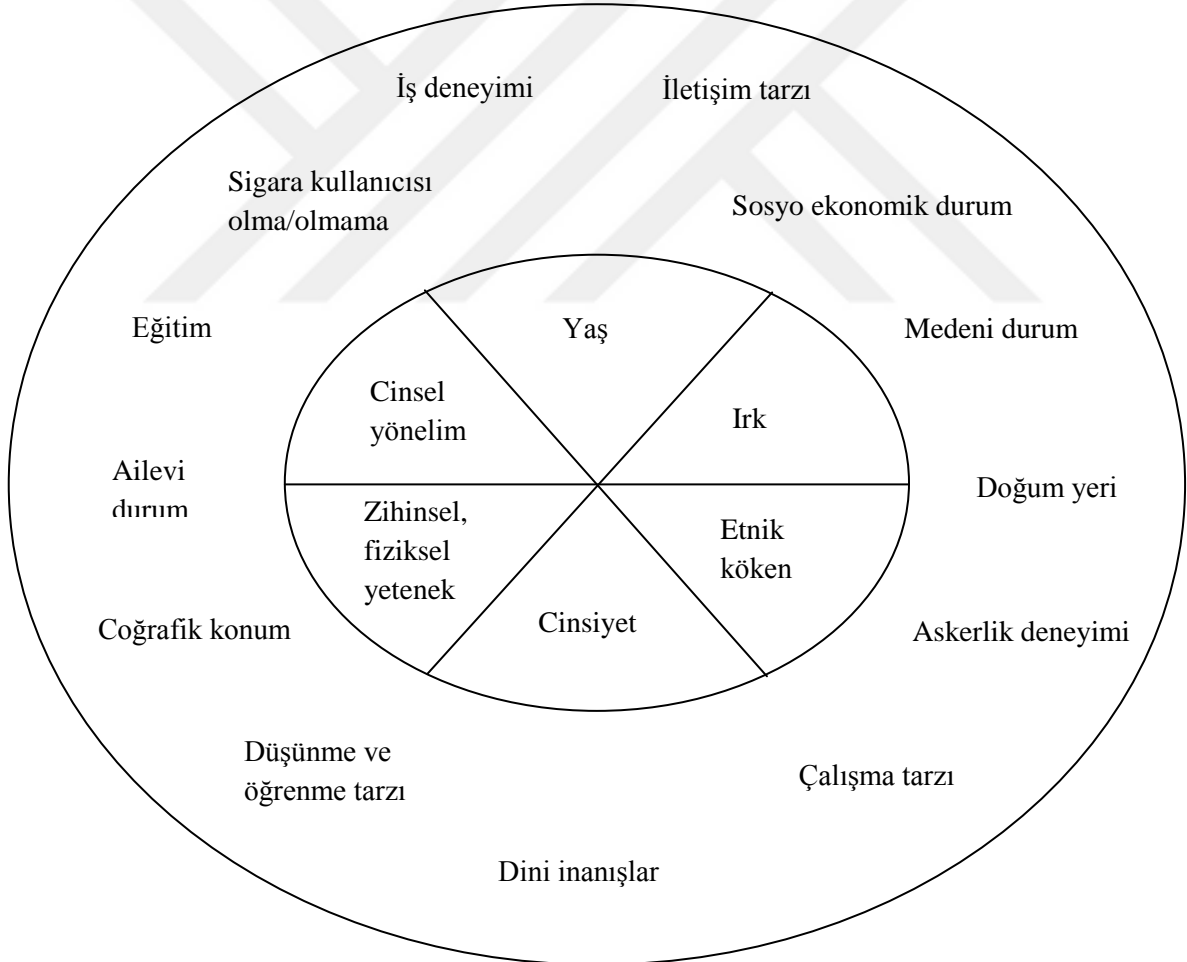 İş deneyimi
İletişim tarzı
Sigara kullanıcısı
olma/olmama
Sosyo ekonomik durum
Eğitim
Yaş
Medeni durum
Cinsel
yönelim
Irk
Ailevi
durum
Doğum yeri
Zihinsel,
fiziksel
yetenek
Etnik
köken
Coğrafik konum
Cinsiyet
Askerlik deneyimi
Düşünme ve
öğrenme tarzı
Çalışma tarzı
Dini inanışlar